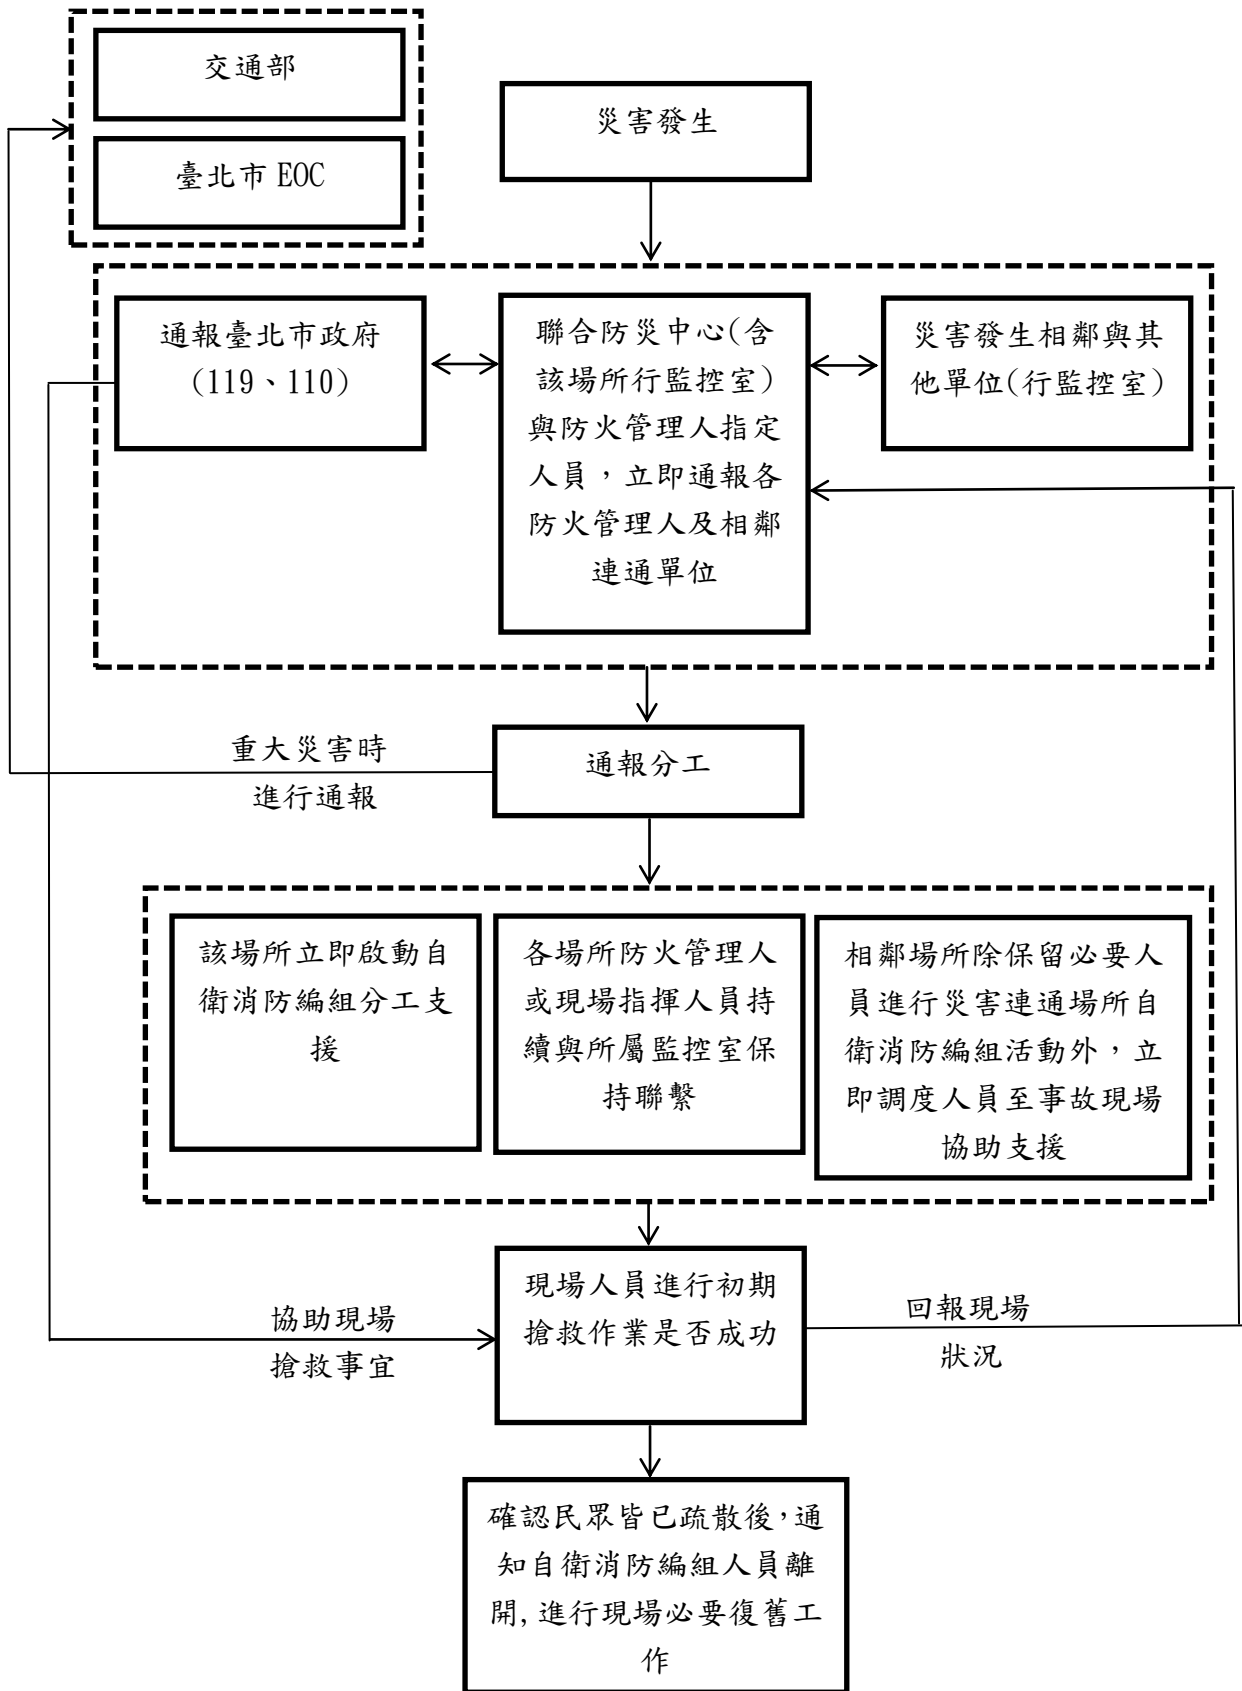 交通部
臺北市 EOC
災害發生
通報臺北市政府
(119、110)
聯合防災中心(含
該場所行監控室)
與防火管理人指定
人員，立即通報各
防火管理人及相鄰
連通單位
災害發生相鄰與其
他單位(行監控室)
重大災害時
進行通報
通報分工
該場所立即啟動自
衛消防編組分工支
援
各場所防火管理人
或現場指揮人員持
續與所屬監控室保
持聯繫
相鄰場所除保留必要人
員進行災害連通場所自
衛消防編組活動外，立
即調度人員至事故現場
協助支援
協助現場
搶救事宜
現場人員進行初期
搶救作業是否成功
回報現場
狀況
確認民眾皆已疏散後，通
知自衛消防編組人員離
開,進行現場必要復舊工
作